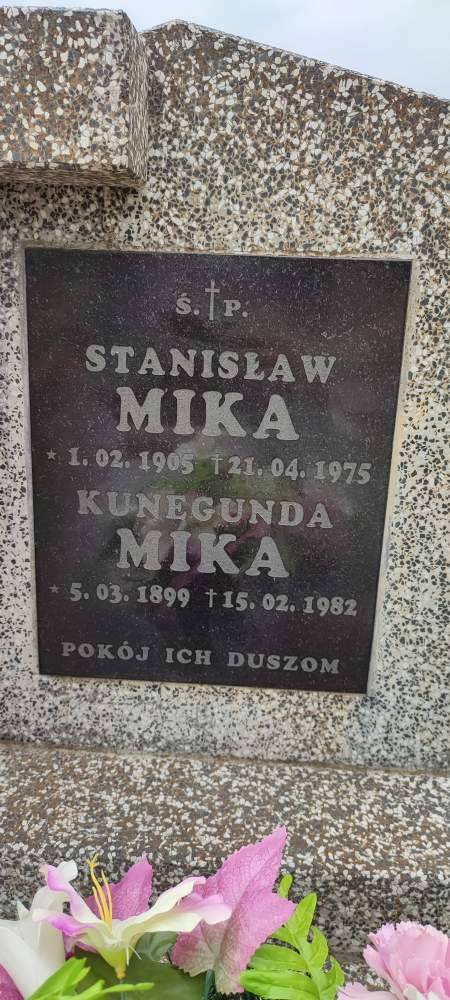 Ś.†P.
STANISŁAW
MIKA
* 1. 02. 1905 † 21. 04. 1975
KUNEGUNDA
MIKA
* 5. 03. 1899 † 15. 02. 1982
POKÓJ ICH DUSZOM